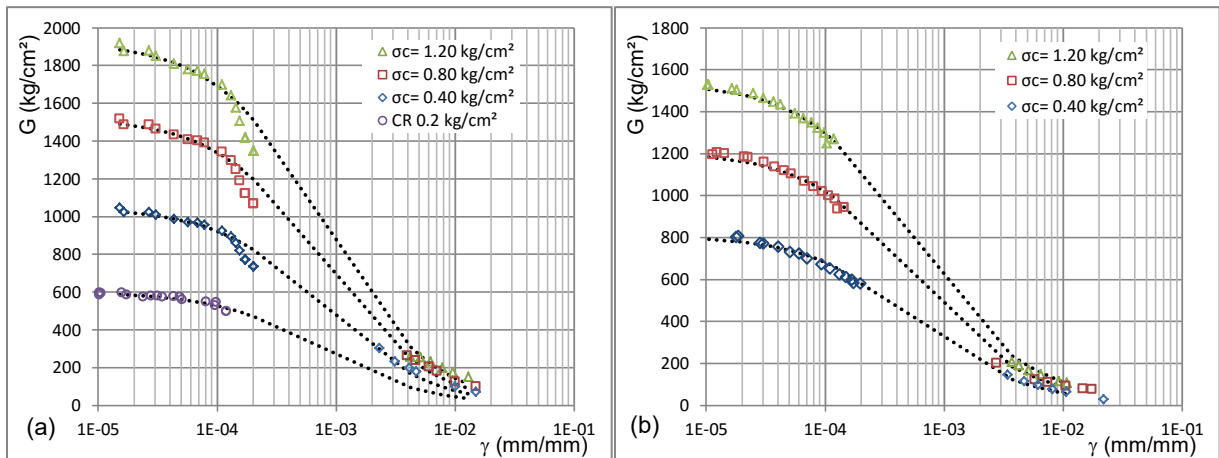 G (kg/cm²)
2000
1800
1600
1400
1200
1000
800
600
400
200
0
1E-05 1E-04 1E-03 1E-02 1E-01
γ (mm/mm)
σc= 1.20 kg/cm²
σc= 0.80 kg/cm²
σc= 0.40 kg/cm²
CR 0.2 kg/cm²
(a)
G (kg/cm²)
1800
1600
1400
1200
1000
800
600
400
200
0
1E-05 1E-04 1E-03 1E-02 1E-01
γ (mm/mm)
σc= 1.20 kg/cm²
σc= 0.80 kg/cm²
σc= 0.40 kg/cm²
(b)